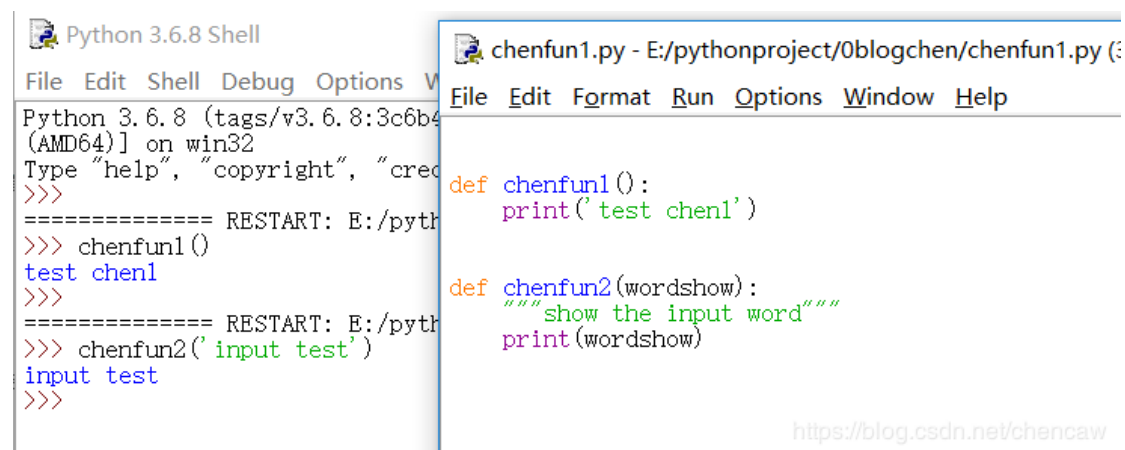 Python 3.6.8 Shell
File Edit Shell Debug Options
Python 3.6.8 (tags/v3.6.8:3c6b4
(AMD64)] on win32
Type "help", "copyright", "cred
>>>
============== RESTART: E:/pyth
>>> chenfun1()
test chen1
>>>
============== RESTART: E:/pyth
>>> chenfun2('input test')
input test
>>>
chenfun1.py - E:/pythonproject/0blogchen/chenfun1.py (3
File Edit Format Run Options Window Help
def chenfun1():
print('test chen1')
def chenfun2(wordshow):
"""show the input word"""
print(wordshow)
https://blog.csdn.net/chencaw